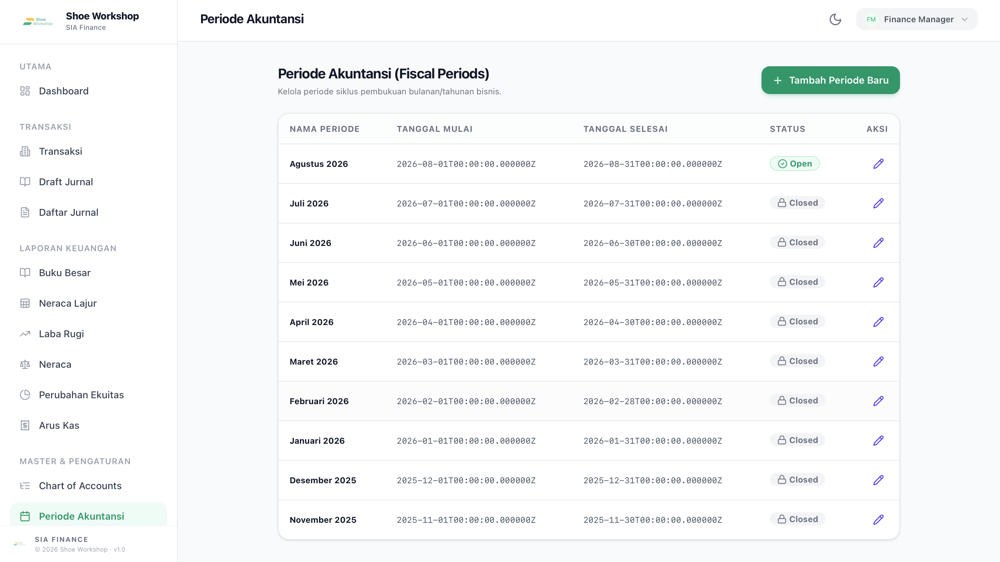 Shoe
Workshop
Shoe Workshop
SIA Finance
UTAMA
Dashboard
TRANSAKSI
Transaksi
Draft Jurnal
Daftar Jurnal
LAPORAN KEUANGAN
Buku Besar
Neraca Lajur
Laba Rugi
Neraca
Perubahan Ekuitas
Arus Kas
MASTER & PENGATURAN
Chart of Accounts
Periode Akuntansi
SIA FINANCE
© 2026 Shoe Workshop · v1.0
Periode Akuntansi
FM Finance Manager
Periode Akuntansi (Fiscal Periods)
Kelola periode siklus pembukuan bulanan/tahunan bisnis.
+ Tambah Periode Baru
NAMA PERIODE TANGGAL MULAI TANGGAL SELESAI STATUS AKSI
Agustus 2026 2026-08-01T00:00:00.000000Z 2026-08-31T00:00:00.000000Z Open
Juli 2026 2026-07-01T00:00:00.000000Z 2026-07-31T00:00:00.000000Z Closed
Juni 2026 2026-06-01T00:00:00.000000Z 2026-06-30T00:00:00.000000Z Closed
Mei 2026 2026-05-01T00:00:00.000000Z 2026-05-31T00:00:00.000000Z Closed
April 2026 2026-04-01T00:00:00.000000Z 2026-04-30T00:00:00.000000Z Closed
Maret 2026 2026-03-01T00:00:00.000000Z 2026-03-31T00:00:00.000000Z Closed
Februari 2026 2026-02-01T00:00:00.000000Z 2026-02-28T00:00:00.000000Z Closed
Januari 2026 2026-01-01T00:00:00.000000Z 2026-01-31T00:00:00.000000Z Closed
Desember 2025 2025-12-01T00:00:00.000000Z 2025-12-31T00:00:00.000000Z Closed
November 2025 2025-11-01T00:00:00.000000Z 2025-11-30T00:00:00.000000Z Closed